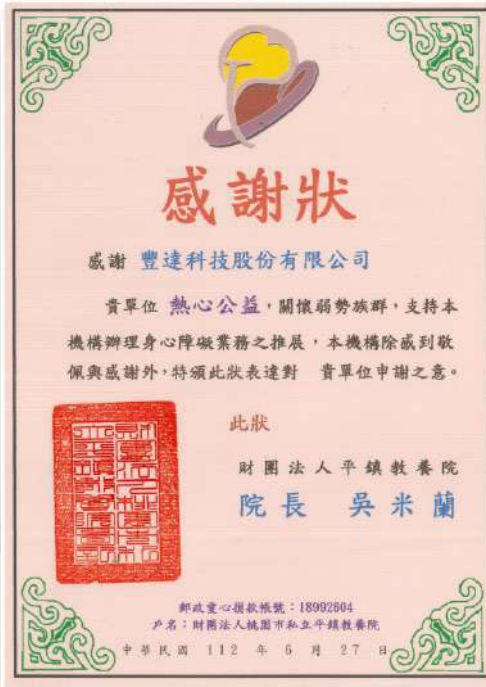 感謝狀
感謝 豐達科技股份有限公司
貴單位 熱心公益，關懷弱勢族群，支持本
機構辦理身心障礙業務之推展，本機構除感到敬
佩與感謝外，特頒此狀表達對 貴單位申謝之意。
此狀
財團法人平鎮教養院
院長 吳米蘭
郵政愛心捐款帳號：18992604
戶名：財團法人桃園市私立平鎮教養院
中華民國 112 年 6 月 27 日